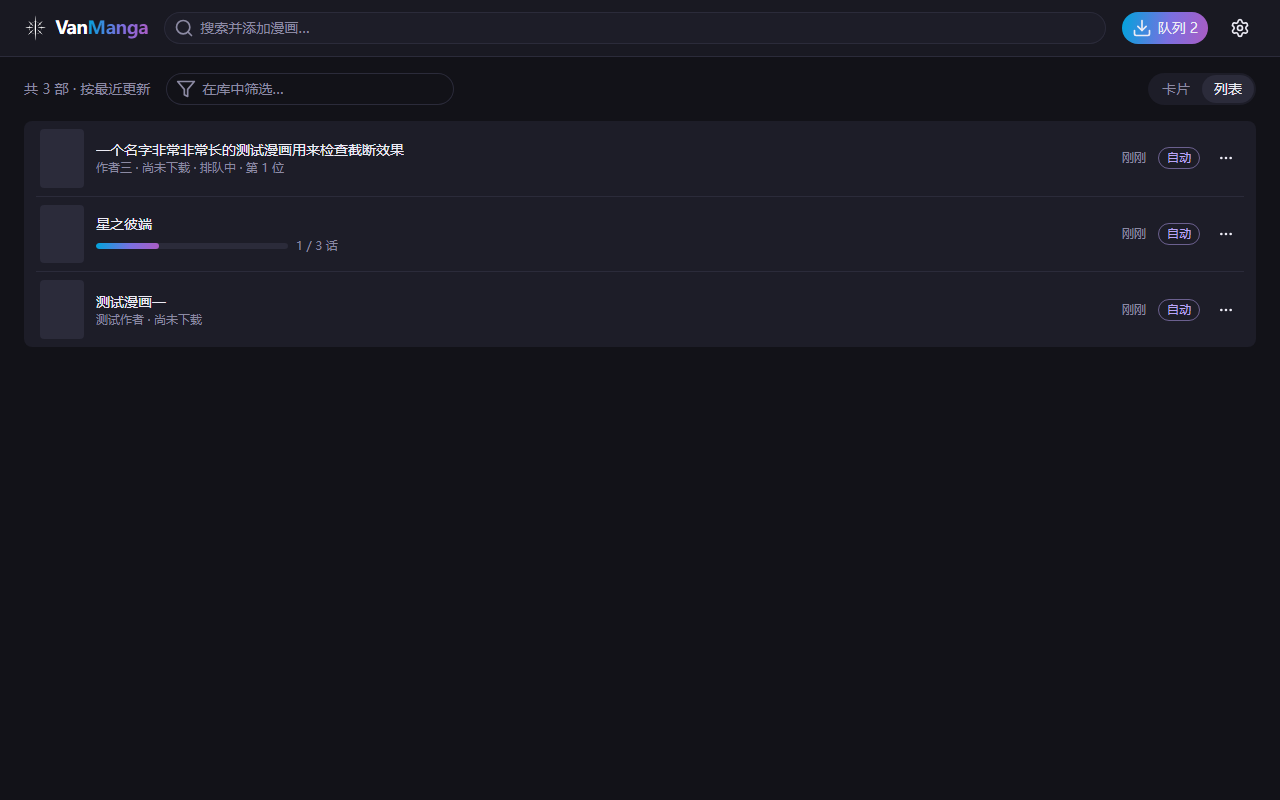 VanManga
搜索并添加漫画...
队列 2
共 3 部 · 按最近更新
在库中筛选...
卡片
列表
一个名字非常非常长的测试漫画用来检查截断效果
作者三 · 尚未下载 · 排队中 · 第 1 位
刚刚
自动
星之彼端
1 / 3 话
刚刚
自动
测试漫画一
测试作者 · 尚未下载
刚刚
自动